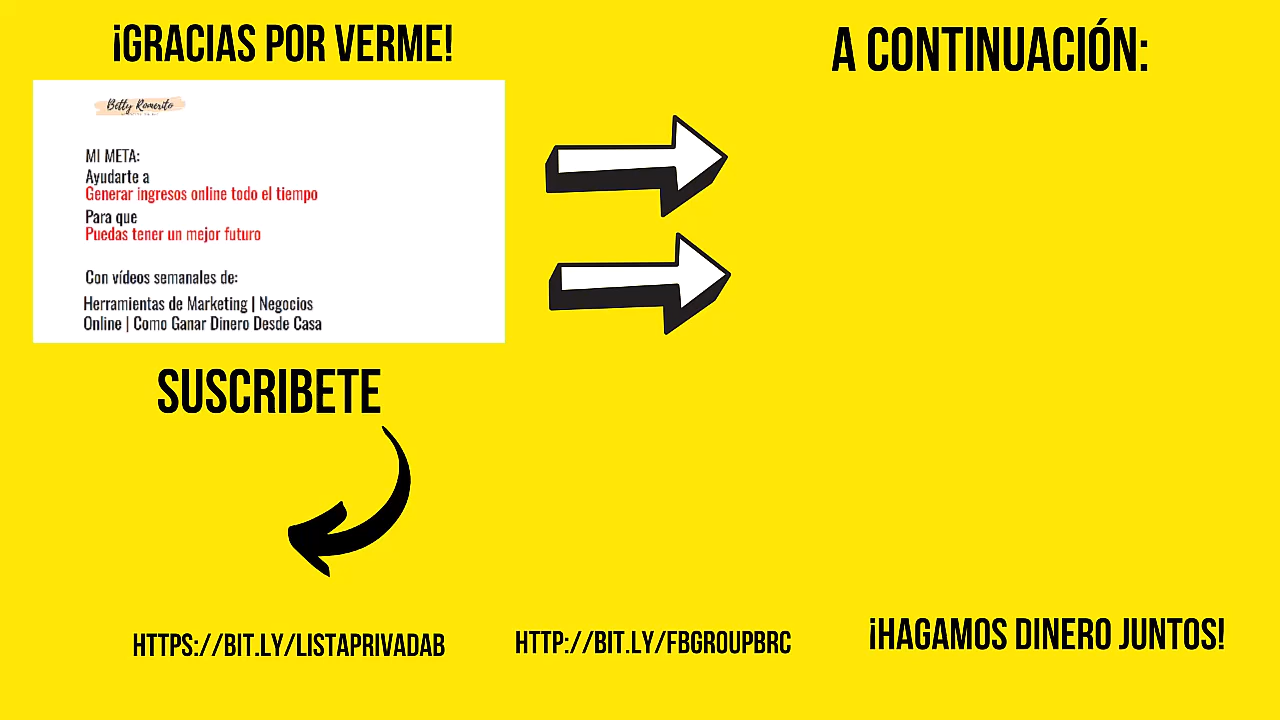 ¡GRACIAS POR VERME!
A CONTINUACIÓN:
Betty Romerito
MI META:
Ayudarte a
Generar ingresos online todo el tiempo
Para que
Puedas tener un mejor futuro
Con vídeos semanales de:
Herramientas de Marketing | Negocios
Online | Como Ganar Dinero Desde Casa
SUSCRIBETE
HTTPS://BIT.LY/LISTAPRIVADAB
HTTP://BIT.LY/FBGROUPBRC
¡HAGAMOS DINERO JUNTOS!